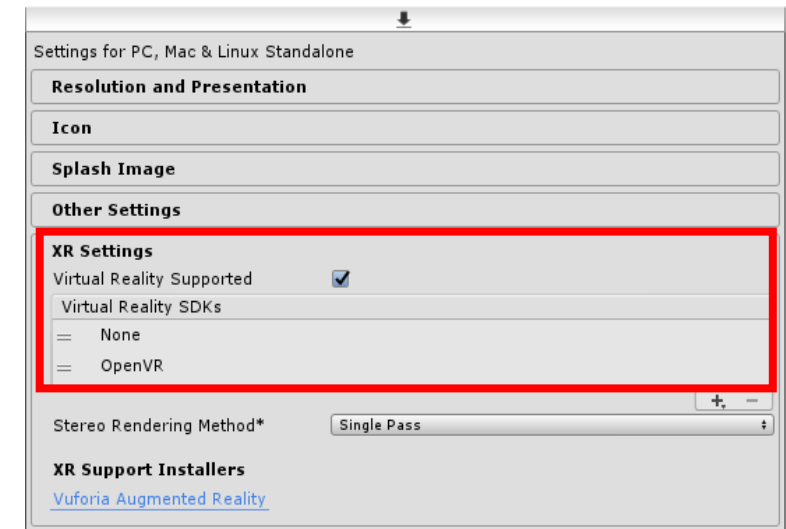 Settings for PC, Mac & Linux Standalone
Resolution and Presentation
Icon
Splash Image
Other Settings
XR Settings
Virtual Reality Supported
Virtual Reality SDKs
= None
= OpenVR
+, −
Stereo Rendering Method* Single Pass
XR Support Installers
Vuforia Augmented Reality